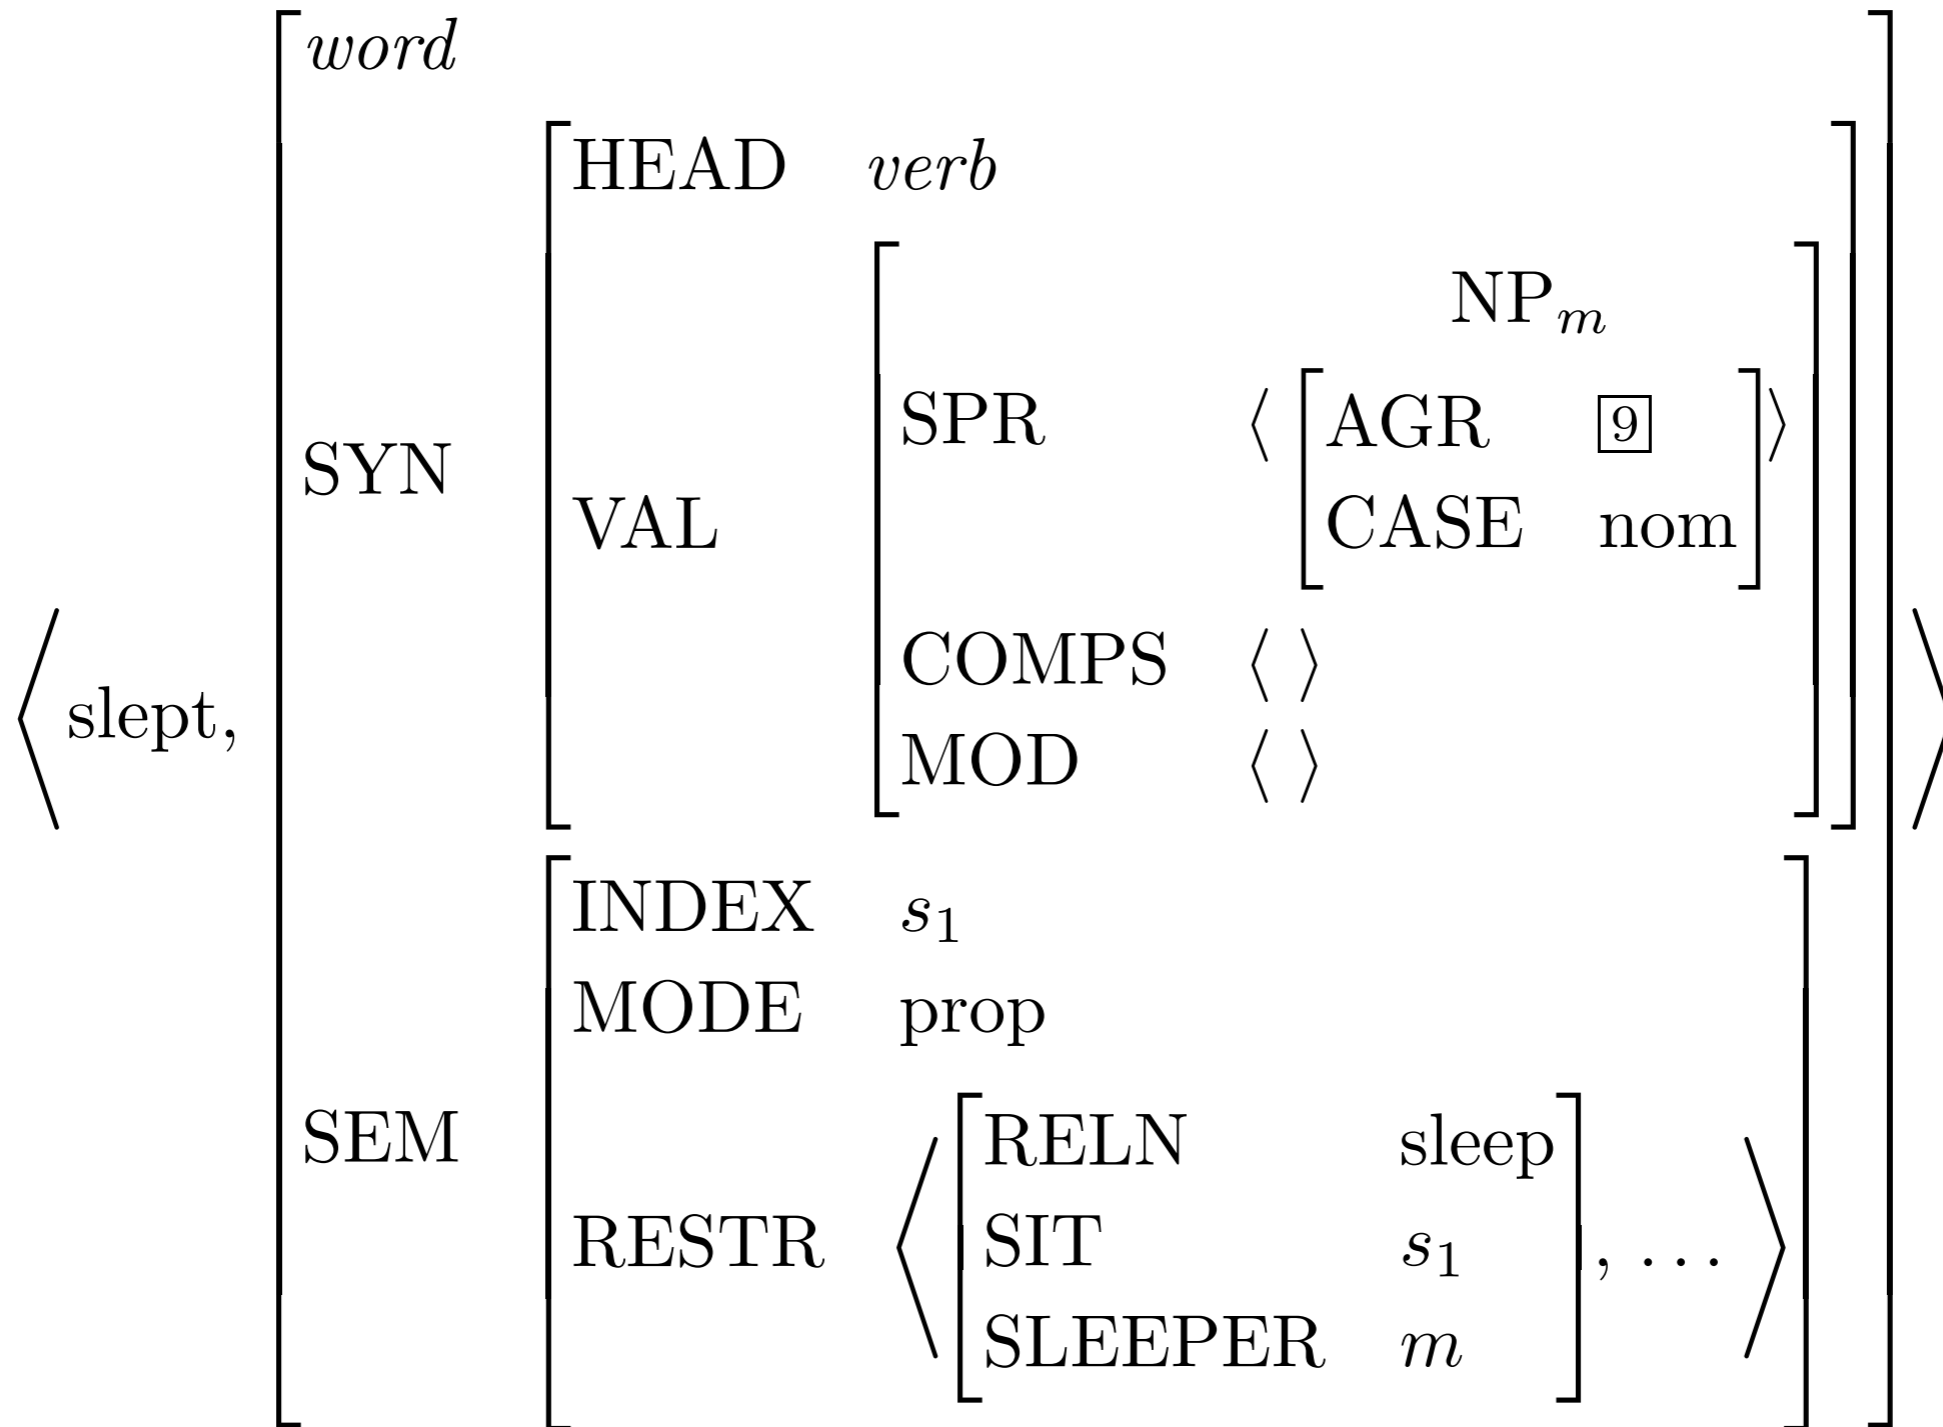 word
HEAD verb
NP_m
SPR ⟨ [AGR 9] ⟩
SYN
VAL
CASE nom
COMPS ⟨ ⟩
⟨ slept,
MOD ⟨ ⟩
INDEX s_1
MODE prop
SEM
RELN sleep
RESTR ⟨ SIT s_1 , … ⟩
SLEEPER m